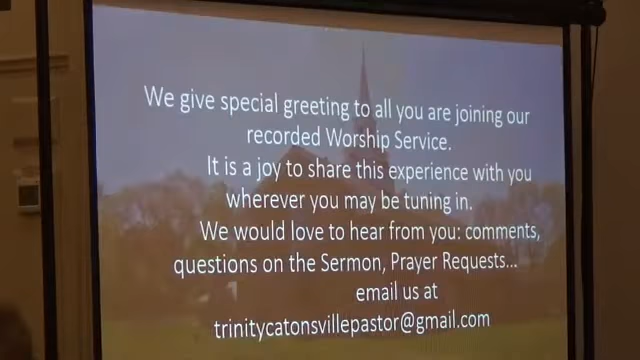 We give special greeting to all you are joining our
recorded Worship Service.
It is a joy to share this experience with you
wherever you may be tuning in.
We would love to hear from you: comments,
questions on the Sermon, Prayer Requests...
email us at
trinitycatonsvillepastor@gmail.com